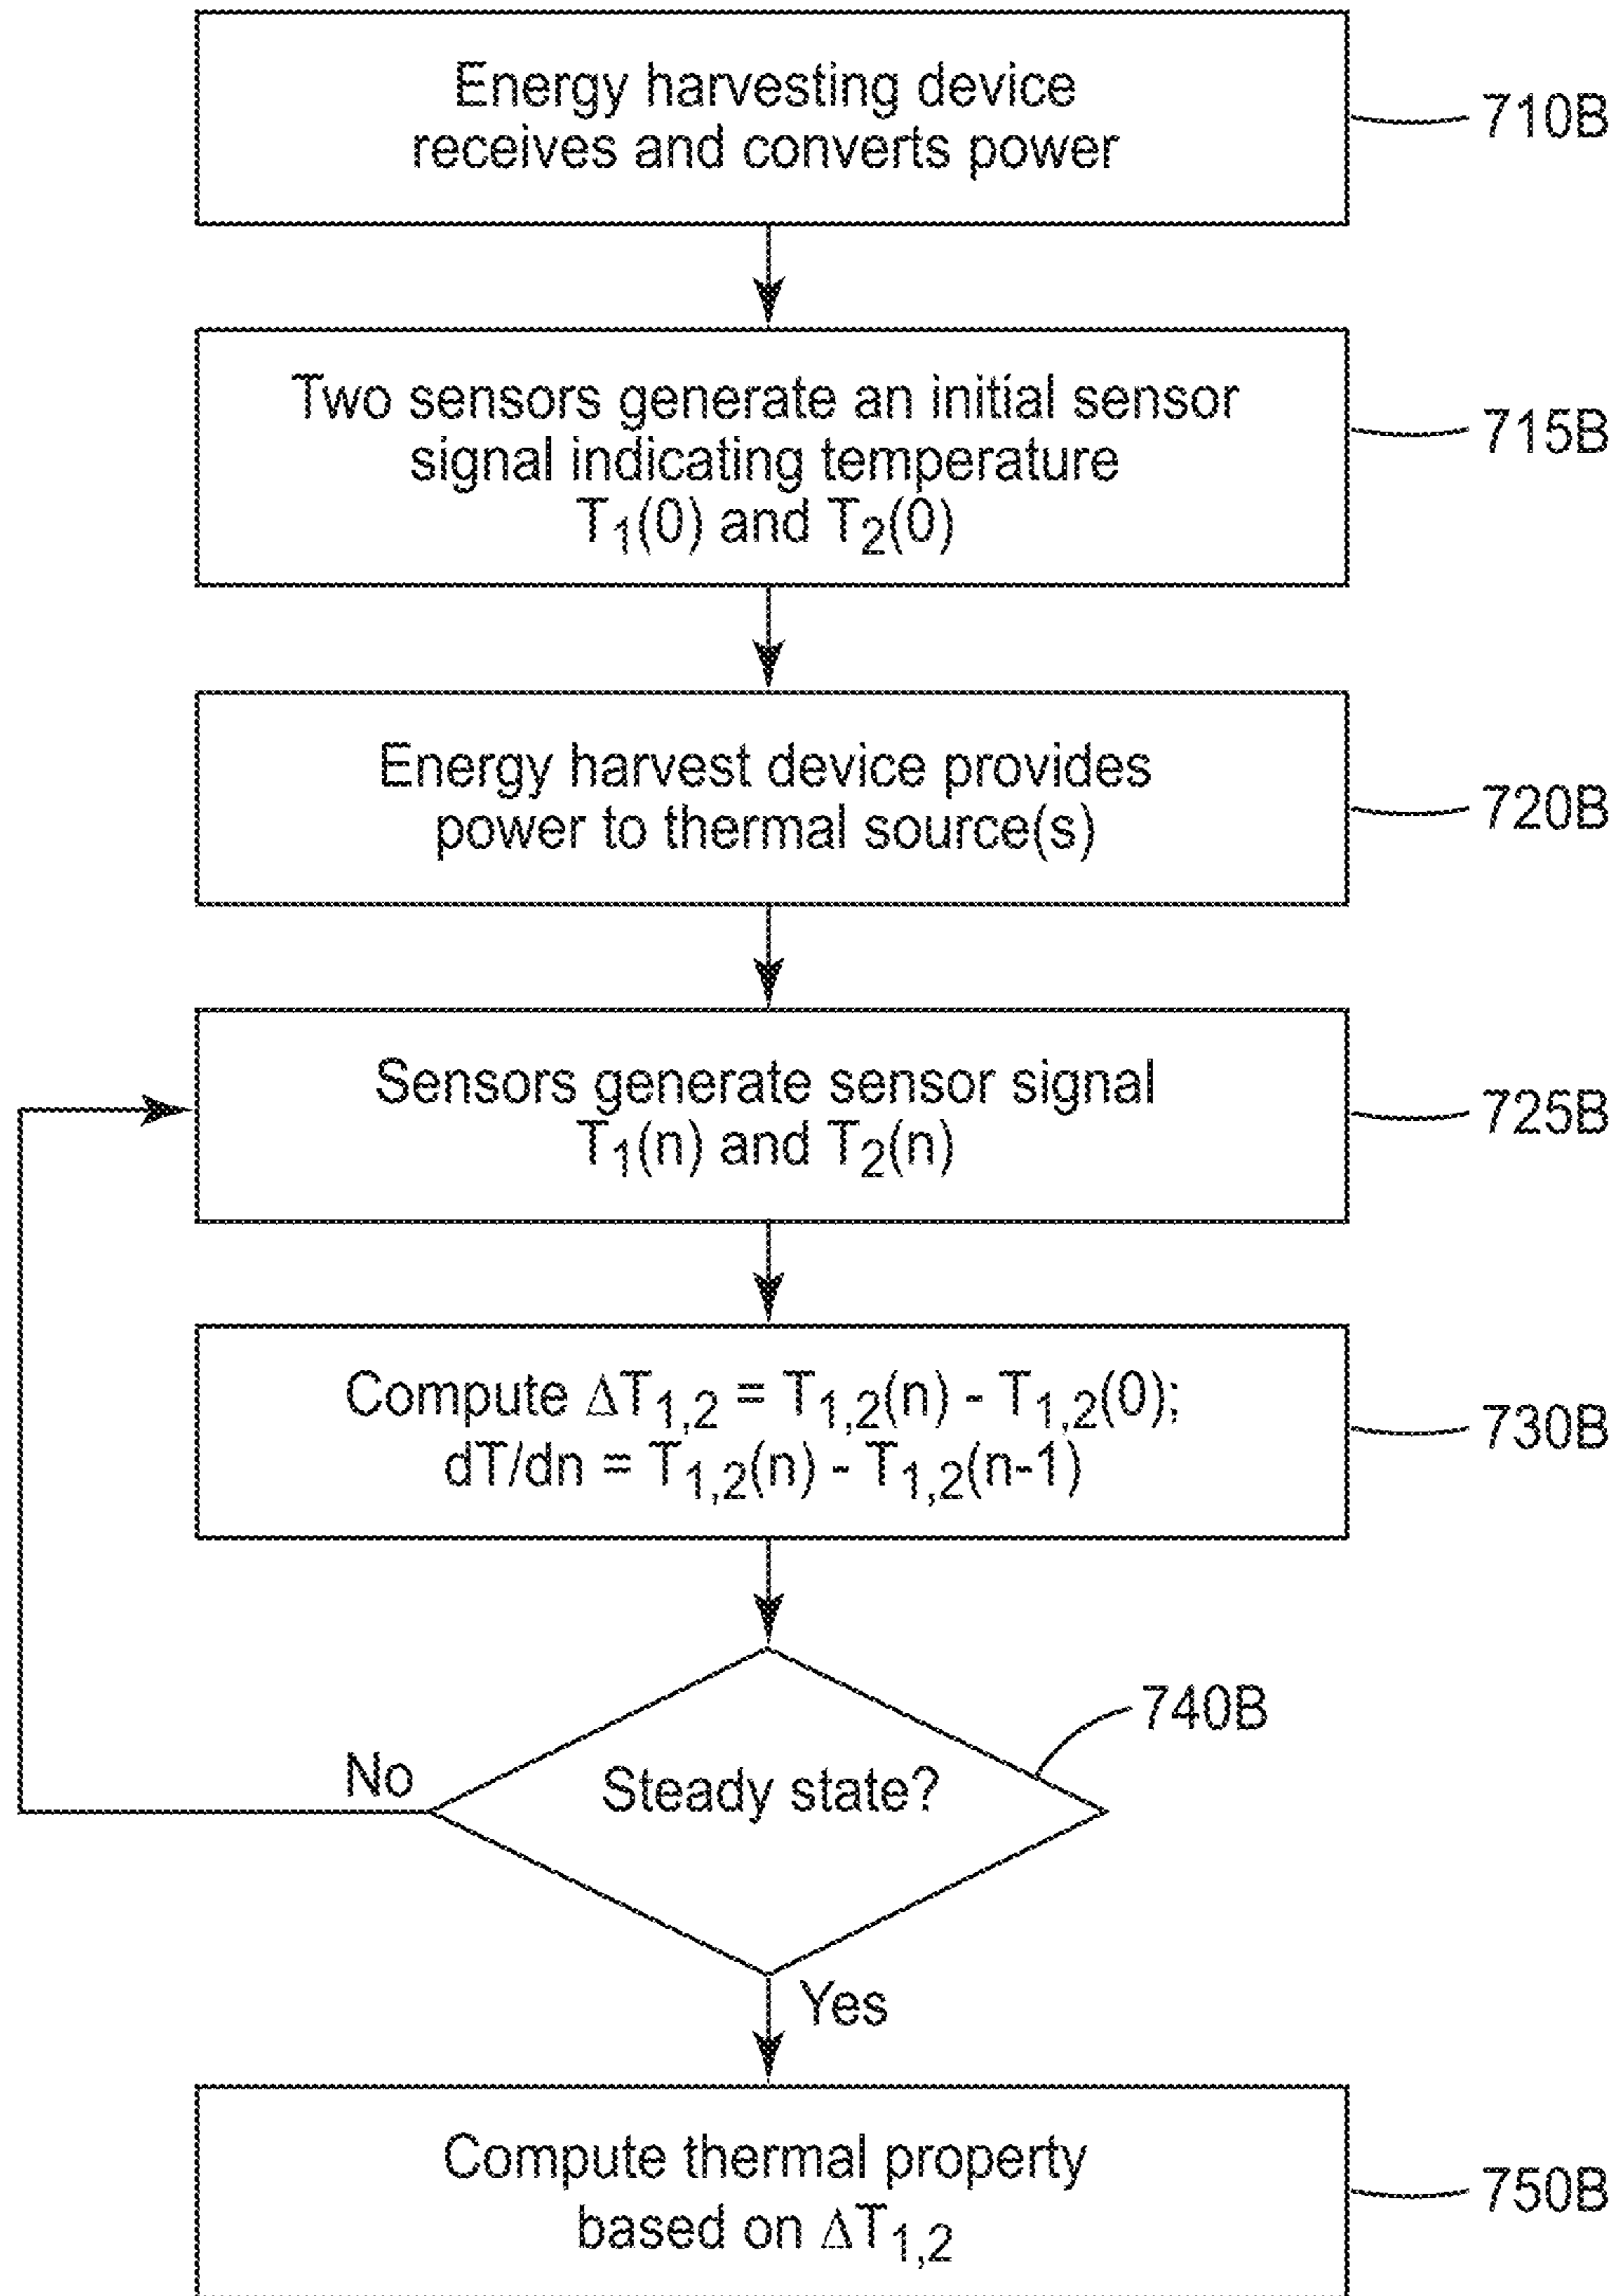 Energy harvesting device
receives and converts power
710B
Two sensors generate an initial sensor
signal indicating temperature
T₁(0) and T₂(0)
715B
Energy harvest device provides
power to thermal source(s)
720B
Sensors generate sensor signal
T₁(n) and T₂(n)
725B
Compute ΔT₁,₂ = T₁,₂(n) - T₁,₂(0);
dT/dn = T₁,₂(n) - T₁,₂(n-1)
730B
740B
No
Steady state?
Yes
Compute thermal property
based on ΔT₁,₂
750B